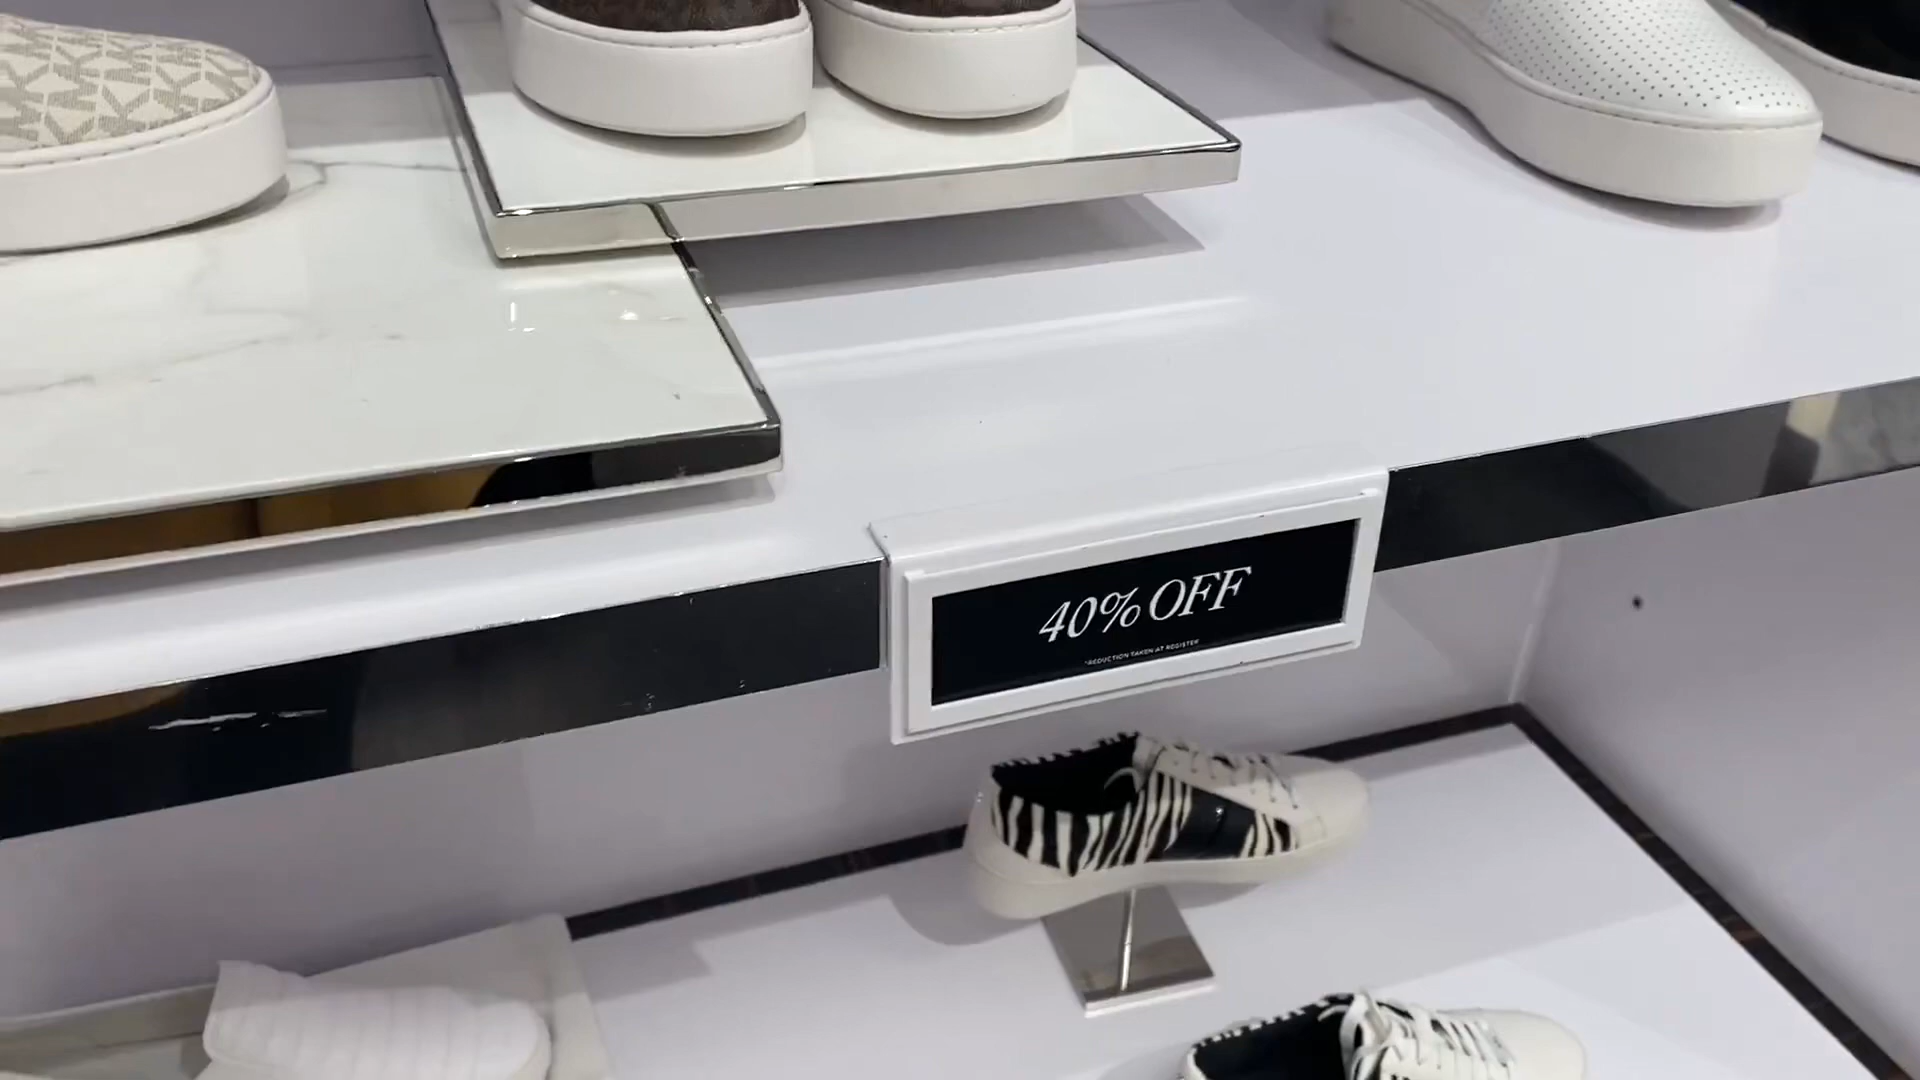 40% OFF
*REDUCTION TAKEN AT REGISTER